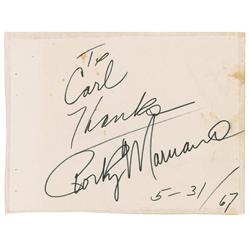 To
Carl
Thanks
Rocky Marciano
5-31/67